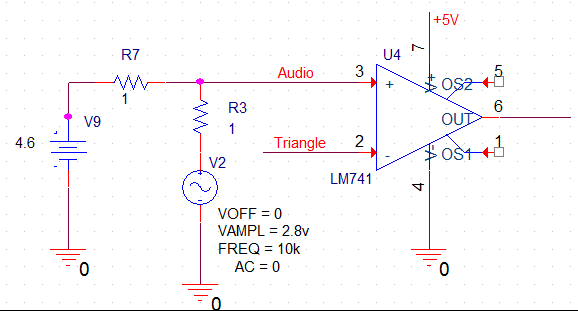 +5V
R7
1
U4
7
5
Audio
3
+
V+
OS2
R3
1
6
V9
4.6
OUT
Triangle
2
-
V-
OS1
1
V2
LM741
4
VOFF = 0
VAMPL = 2.8v
FREQ = 10k
AC = 0
0
0
0